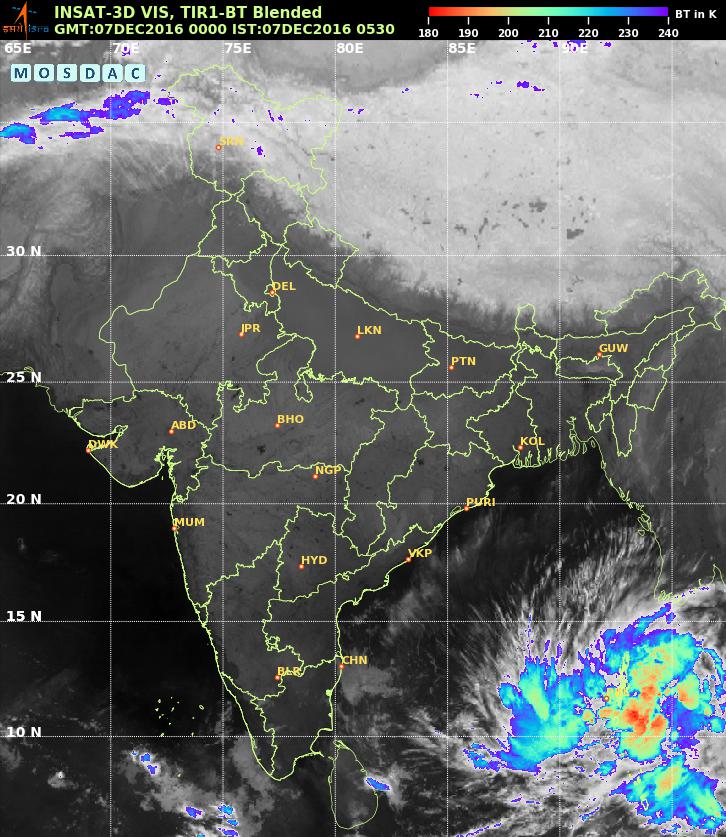 INSAT-3D VIS, TIR1-BT Blended
GMT:07DEC2016 0000 IST:07DEC2016 0530
BT in K
180 190 200 210 220 230 240
65E 70E 75E 80E 85E 90E
MOSDAC
SRN
30 N
DEL
JPR LKN
GUW
PTN
25 N
ABD BHO
DWK KOL
NGP
20 N
PURI
MUM
VKP
HYD
15 N
CHN
BLR
10 N